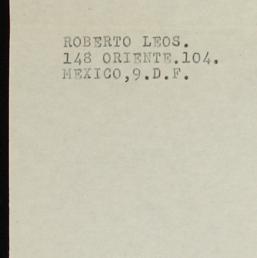 ROBERTO LEOS.
148 ORIENTE.104.
MEXICO,9.D.F.